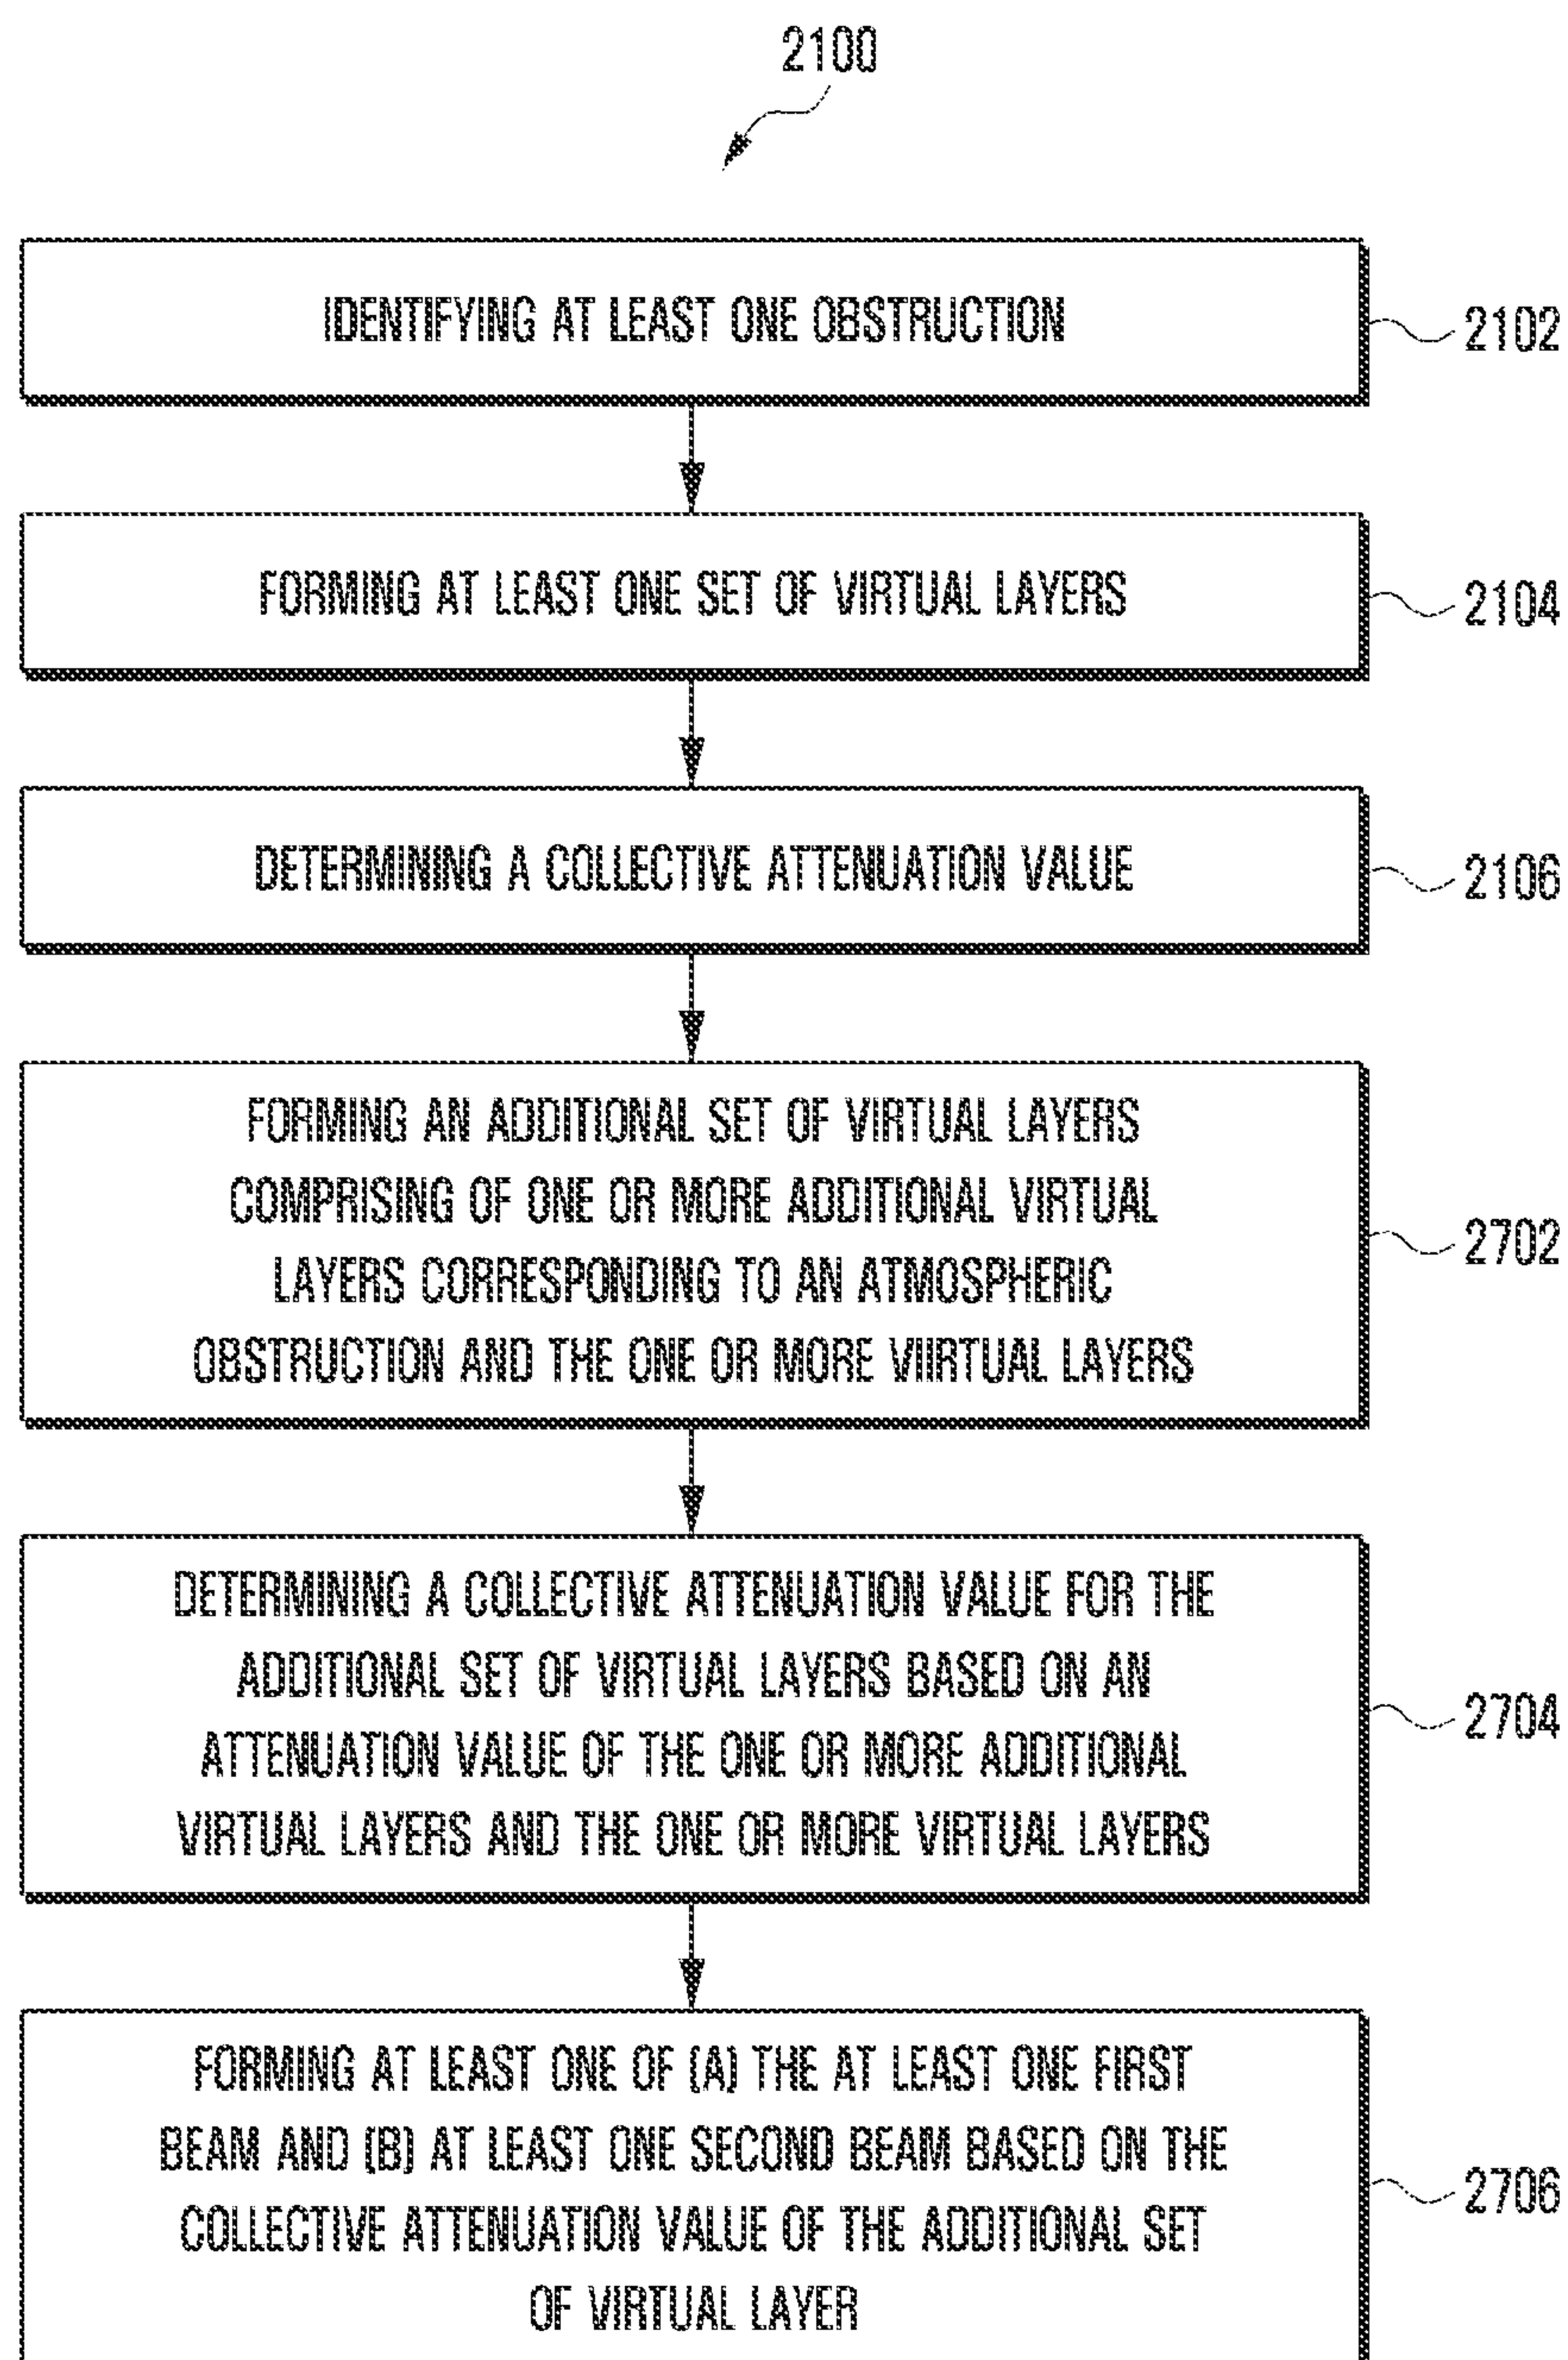 2100
IDENTIFYING AT LEAST ONE OBSTRUCTION
2102
FORMING AT LEAST ONE SET OF VIRTUAL LAYERS
2104
DETERMINING A COLLECTIVE ATTENUATION VALUE
2106
FORMING AN ADDITIONAL SET OF VIRTUAL LAYERS
COMPRISING OF ONE OR MORE ADDITIONAL VIRTUAL
LAYERS CORRESPONDING TO AN ATMOSPHERIC
OBSTRUCTION AND THE ONE OR MORE VIIRTUAL LAYERS
2702
DETERMINING A COLLECTIVE ATTENUATION VALUE FOR THE
ADDITIONAL SET OF VIRTUAL LAYERS BASED ON AN
ATTENUATION VALUE OF THE ONE OR MORE ADDITIONAL
VIRTUAL LAYERS AND THE ONE OR MORE VIRTUAL LAYERS
2704
FORMING AT LEAST ONE OF (A) THE AT LEAST ONE FIRST
BEAM AND (B) AT LEAST ONE SECOND BEAM BASED ON THE
COLLECTIVE ATTENUATION VALUE OF THE ADDITIONAL SET
OF VIRTUAL LAYER
2706